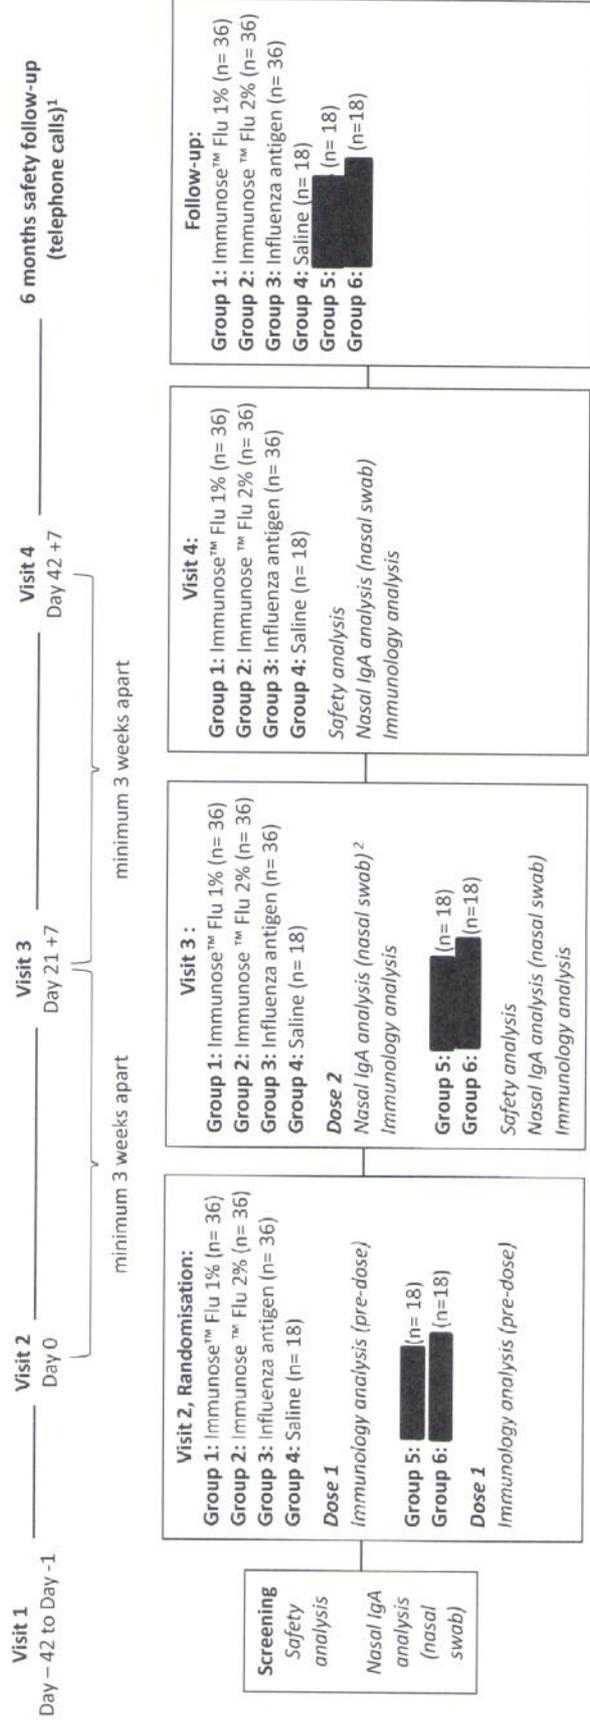 Visit 1
Day – 42 to Day -1
Visit 2
Day 0
Visit 3
Day 21 +7
Visit 4
Day 42 +7
6 months safety follow-up
(telephone calls)¹
minimum 3 weeks apart
minimum 3 weeks apart
Screening
Safety
analysis
Nasal IgA
analysis
(nasal
swab)
Visit 2, Randomisation:
Group 1: Immunose™ Flu 1% (n= 36)
Group 2: Immunose ™ Flu 2% (n= 36)
Group 3: Influenza antigen (n= 36)
Group 4: Saline (n= 18)
Dose 1
Immunology analysis (pre-dose)
Group 5: (n= 18)
Group 6: (n=18)
Dose 1
Immunology analysis (pre-dose)
Visit 3 :
Group 1: Immunose™ Flu 1% (n= 36)
Group 2: Immunose ™ Flu 2% (n= 36)
Group 3: Influenza antigen (n= 36)
Group 4: Saline (n= 18)
Dose 2
Nasal IgA analysis (nasal swab)²
Immunology analysis
Group 5: (n= 18)
Group 6: (n=18)
Safety analysis
Nasal IgA analysis (nasal swab)
Immunology analysis
Visit 4:
Group 1: Immunose™ Flu 1% (n= 36)
Group 2: Immunose ™ Flu 2% (n= 36)
Group 3: Influenza antigen (n= 36)
Group 4: Saline (n= 18)
Safety analysis
Nasal IgA analysis (nasal swab)
Immunology analysis
Follow-up:
Group 1: Immunose™ Flu 1% (n= 36)
Group 2: Immunose ™ Flu 2% (n= 36)
Group 3: Influenza antigen (n= 36)
Group 4: Saline (n= 18)
Group 5: (n= 18)
Group 6: (n=18)